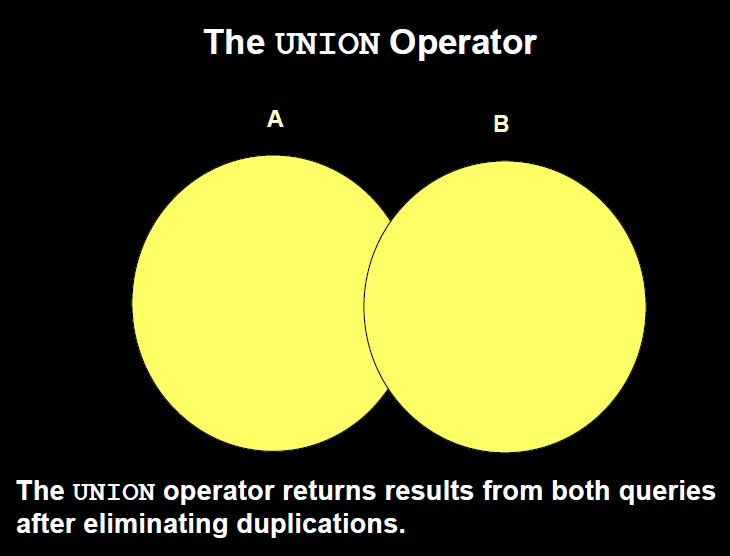 The UNION Operator
A
B
The UNION operator returns results from both queries
after eliminating duplications.